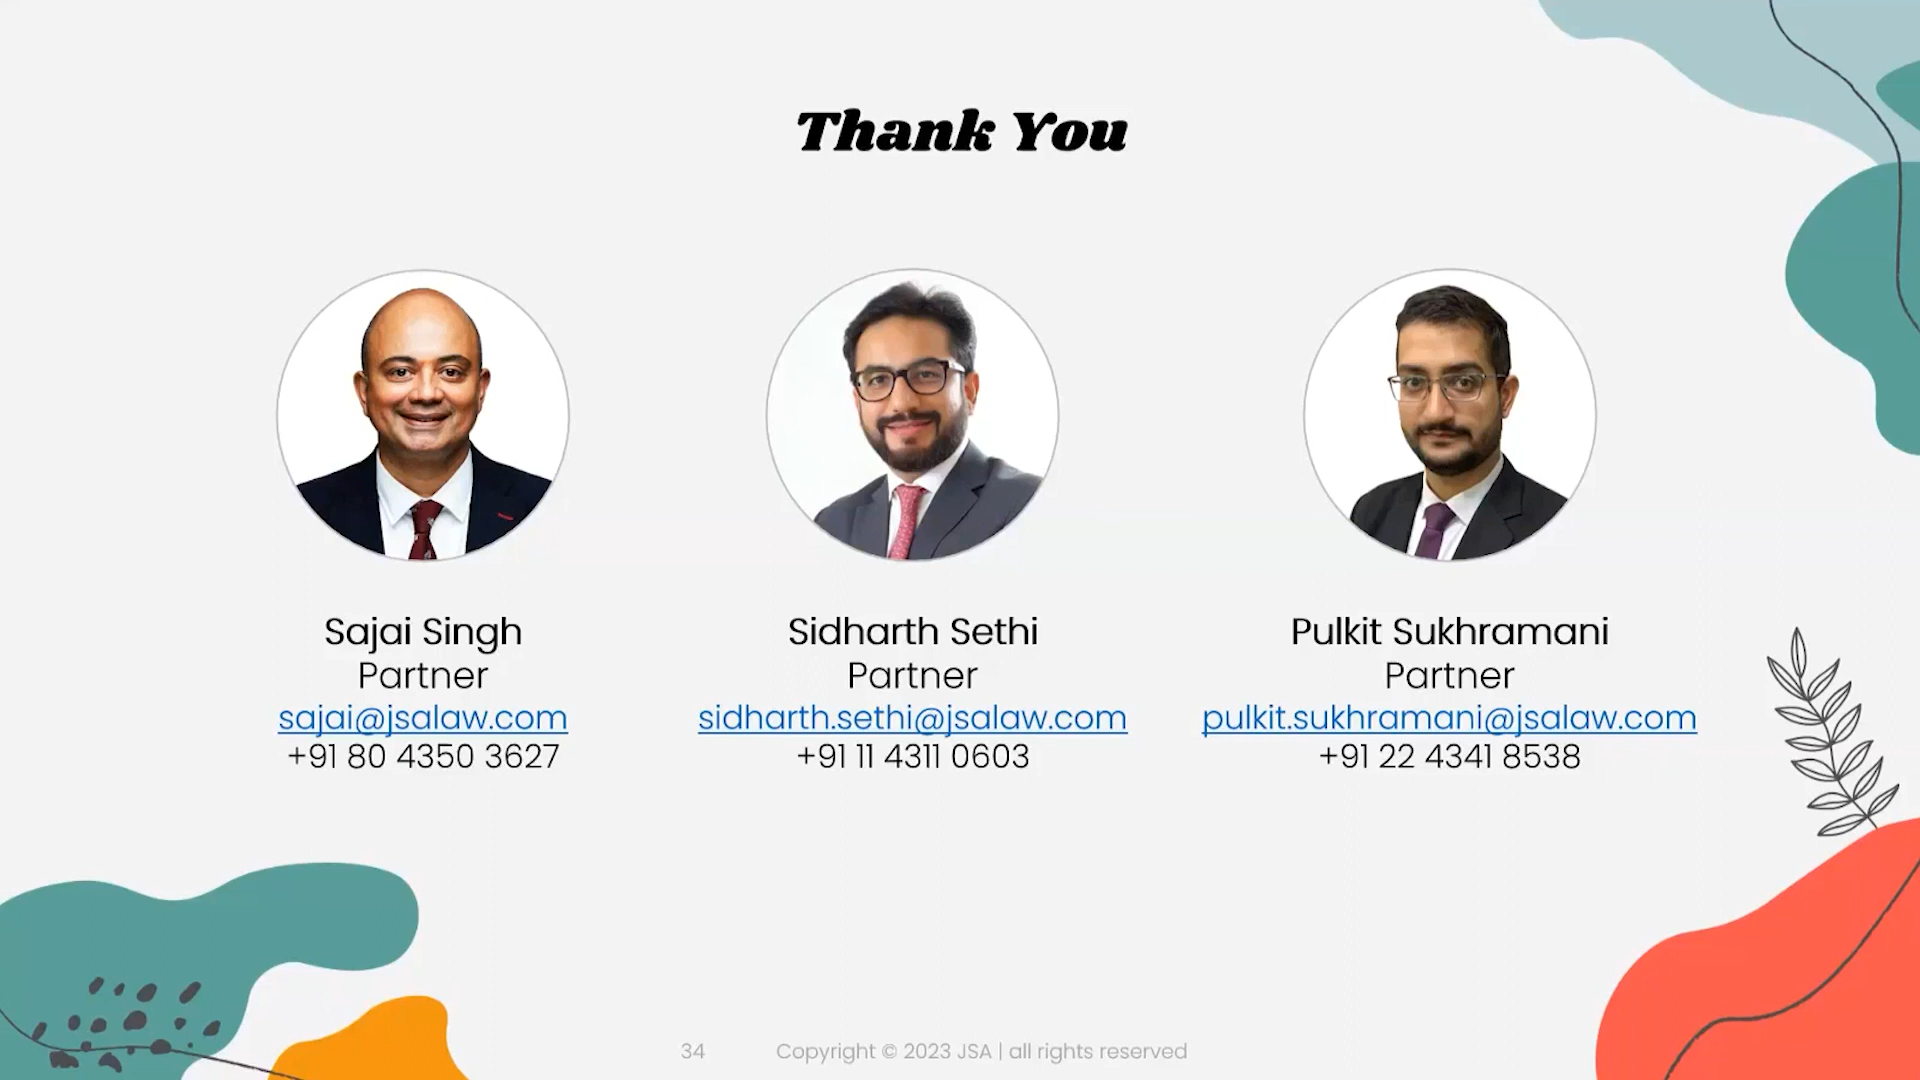 Thank You
Sajai Singh
Partner
sajai@jsalaw.com
+91 80 4350 3627
Sidharth Sethi
Partner
sidharth.sethi@jsalaw.com
+91 11 4311 0603
Pulkit Sukhramani
Partner
pulkit.sukhramani@jsalaw.com
+91 22 4341 8538
34
Copyright © 2023 JSA | all rights reserved